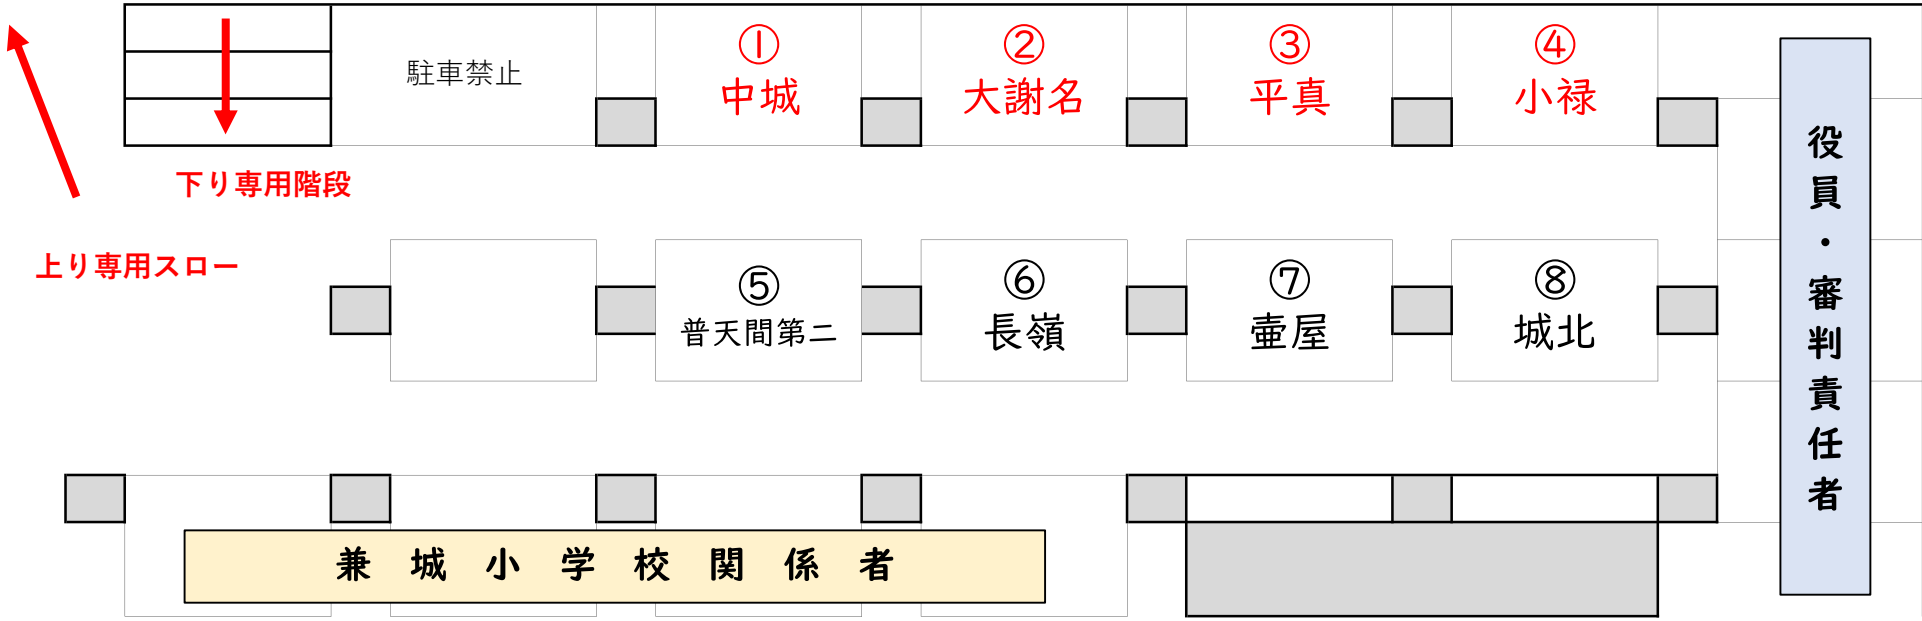 駐車禁止
①
中城
②
大謝名
③
平真
④
小禄
下り専用階段
上り専用スロー
⑤
普天間第二
⑥
長嶺
⑦
壷屋
⑧
城北
役員・審判責任者
兼城小学校関係者